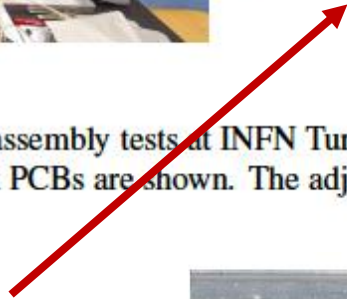 assembly tests at INFN Tur
PCBs are shown. The adj